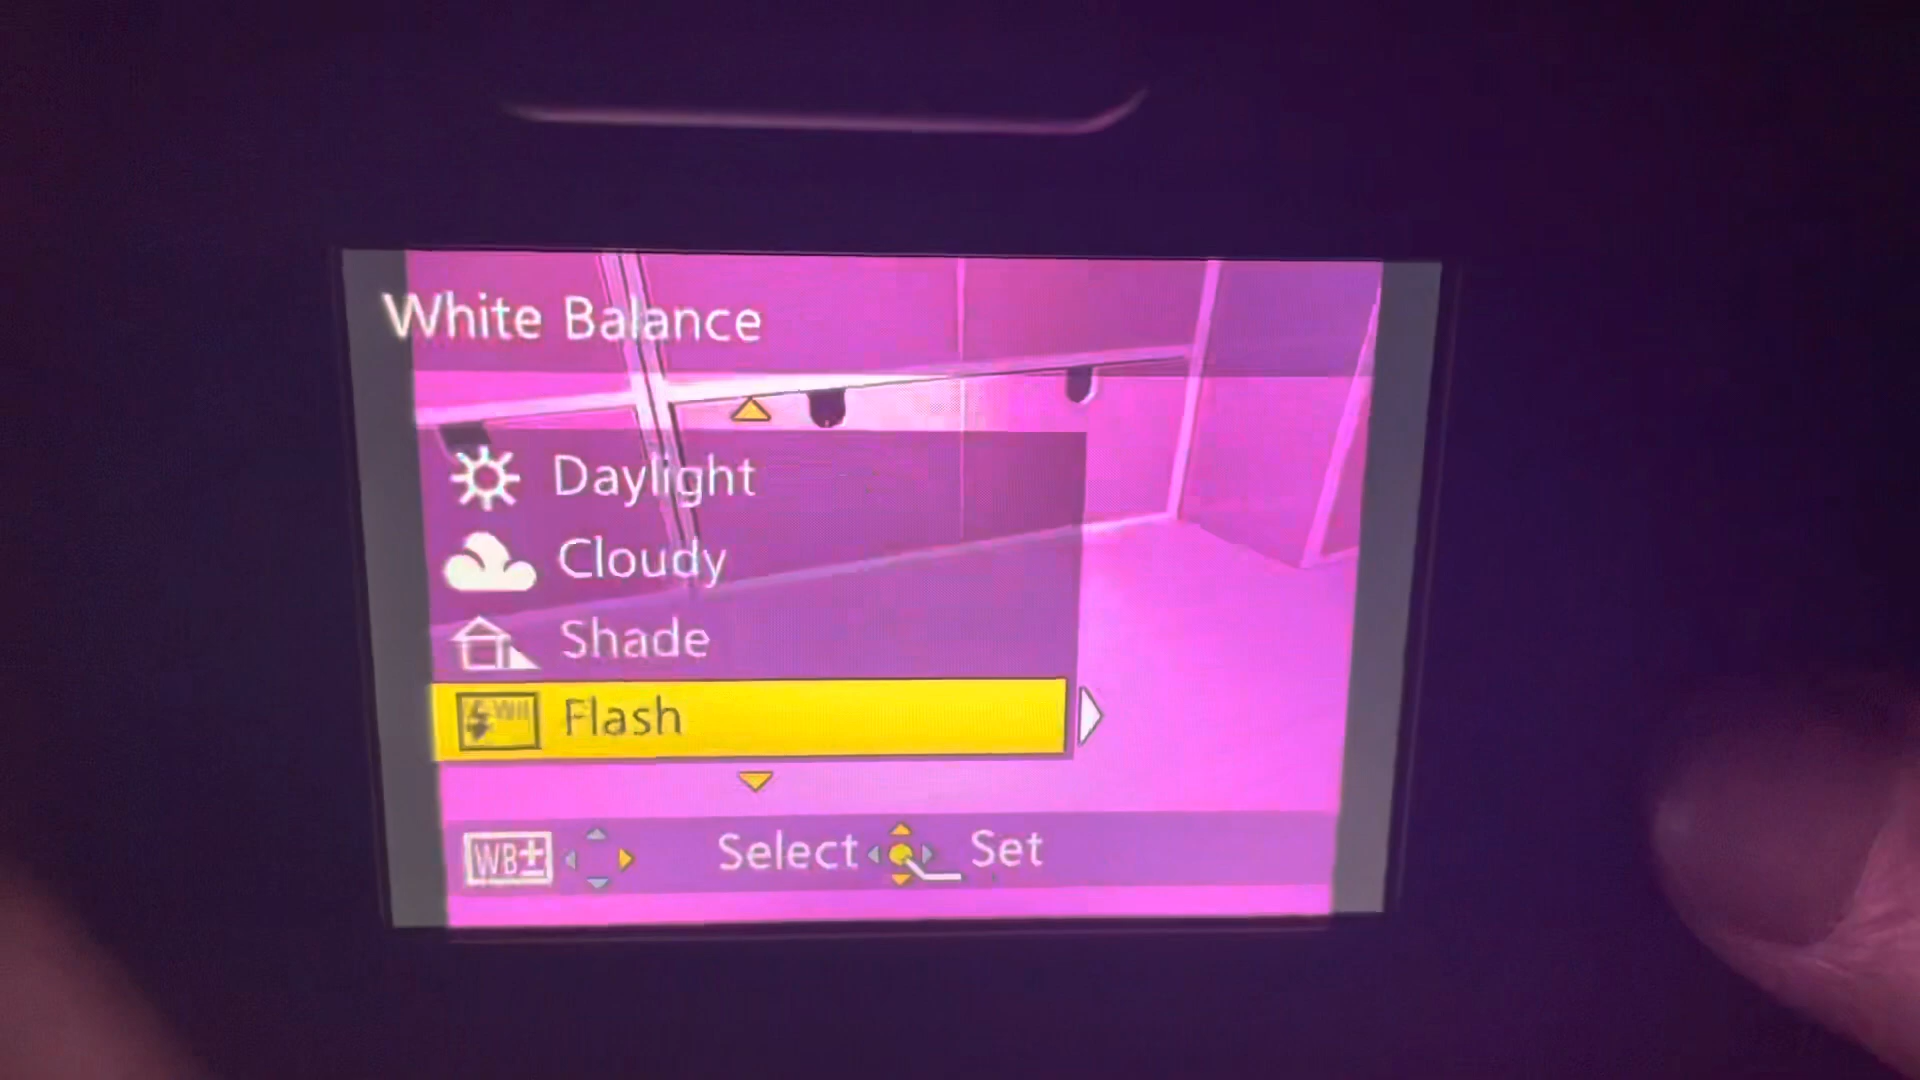 White Balance
Daylight
Cloudy
Shade
Flash
WB± Select Set